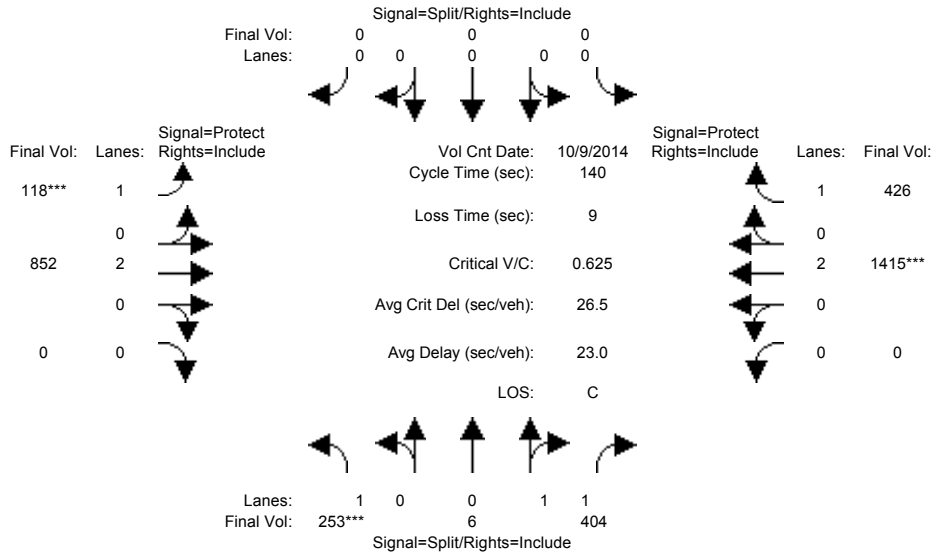 Signal=Split/Rights=Include
Final Vol: 0 0 0
Lanes: 0 0 0 0 0
Signal=Protect Signal=Protect
Final Vol: Lanes: Rights=Include Vol Cnt Date: 10/9/2014 Rights=Include Lanes: Final Vol:
Cycle Time (sec): 140
118*** 1 1 426
Loss Time (sec): 9
0 0
852 2 Critical V/C: 0.625 2 1415***
0 Avg Crit Del (sec/veh): 26.5 0
0 0 Avg Delay (sec/veh): 23.0 0 0
LOS: C
Lanes: 1 0 0 1 1
Final Vol: 253*** 6 404
Signal=Split/Rights=Include